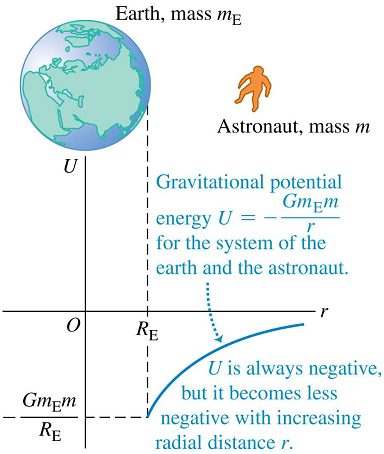 Earth, mass mE
Astronaut, mass m
U
Gravitational potential
energy U = − GmEm / r
for the system of the
earth and the astronaut.
r
O
RE
U is always negative,
but it becomes less
negative with increasing
radial distance r.
− GmEm / RE